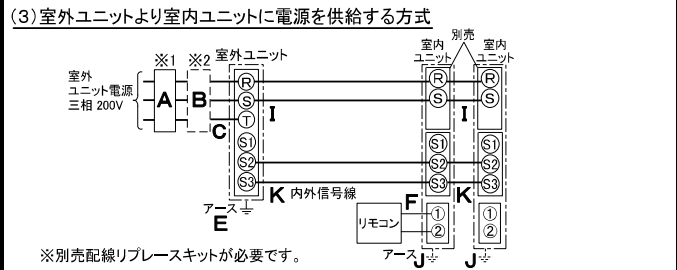 (3)室外ユニットより室内ユニットに電源を供給する方式
別売
※1 ※2 室外ユニット 室内ユニット 室内ユニット
室外ユニット電源
三相 200V
A B C
R S T S1 S2 S3
I
R S S1 S2 S3
I
R S S1 S2 S3
K 内外信号線 K
アース
E
F
リモコン
① ②
① ②
アース J J
※別売配線リプレースキットが必要です。